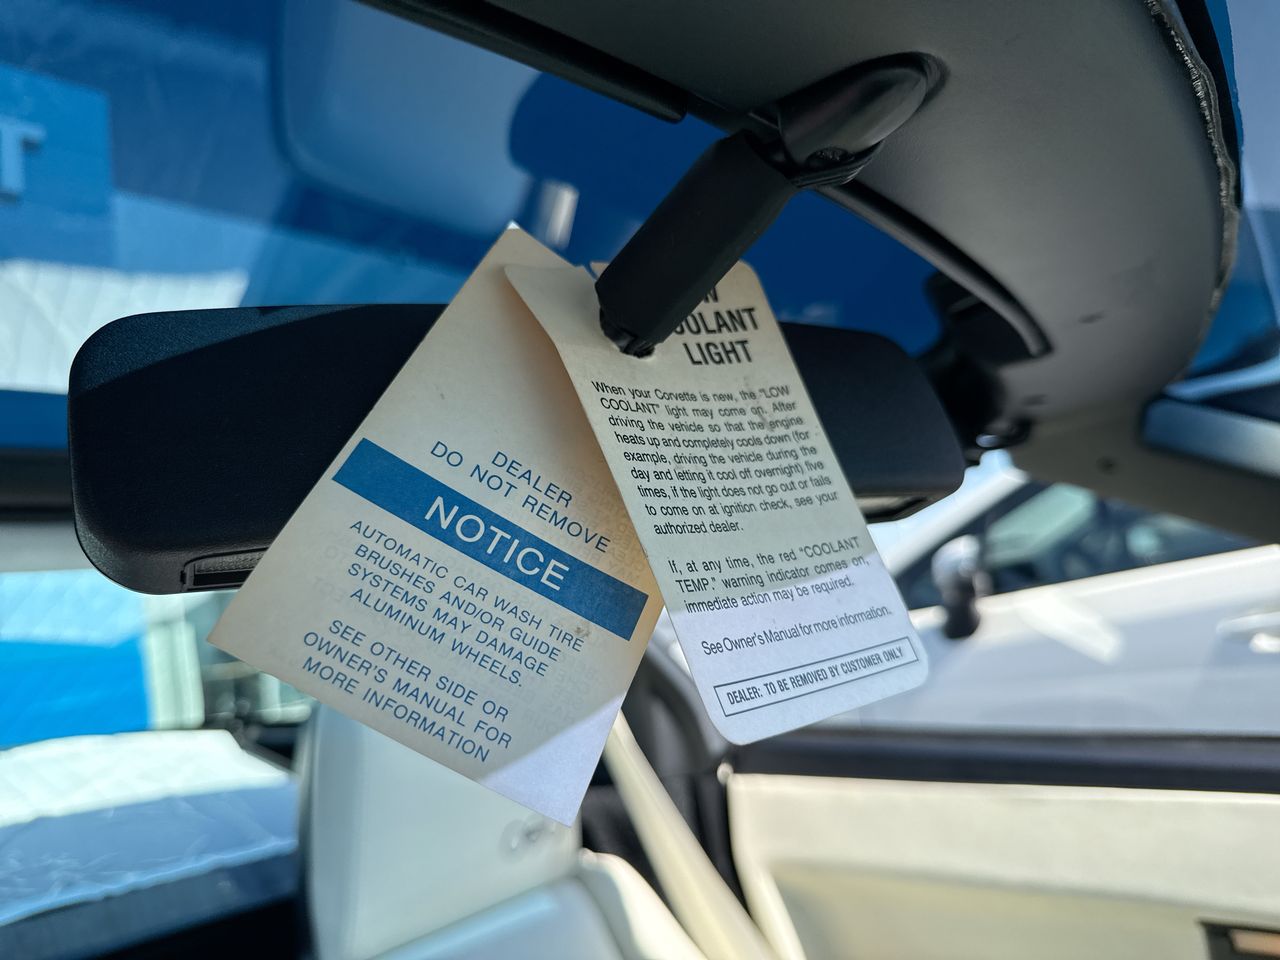 T
DEALER
DO NOT REMOVE
NOTICE
AUTOMATIC CAR WASH TIRE
BRUSHES AND/OR GUIDE
SYSTEMS MAY DAMAGE
ALUMINUM WHEELS.
SEE OTHER SIDE OR
OWNER'S MANUAL FOR
MORE INFORMATION
W
OOLANT
LIGHT
When your Corvette is new, the "LOW
COOLANT" light may come on. After
driving the vehicle so that the engine
heats up and completely cools down (for
example, driving the vehicle during the
day and letting it cool off overnight) five
times, if the light does not go out or fails
to come on at ignition check, see your
authorized dealer.
If, at any time, the red "COOLANT
TEMP." warning indicator comes on,
immediate action may be required.
See Owner's Manual for more information.
DEALER: TO BE REMOVED BY CUSTOMER ONLY